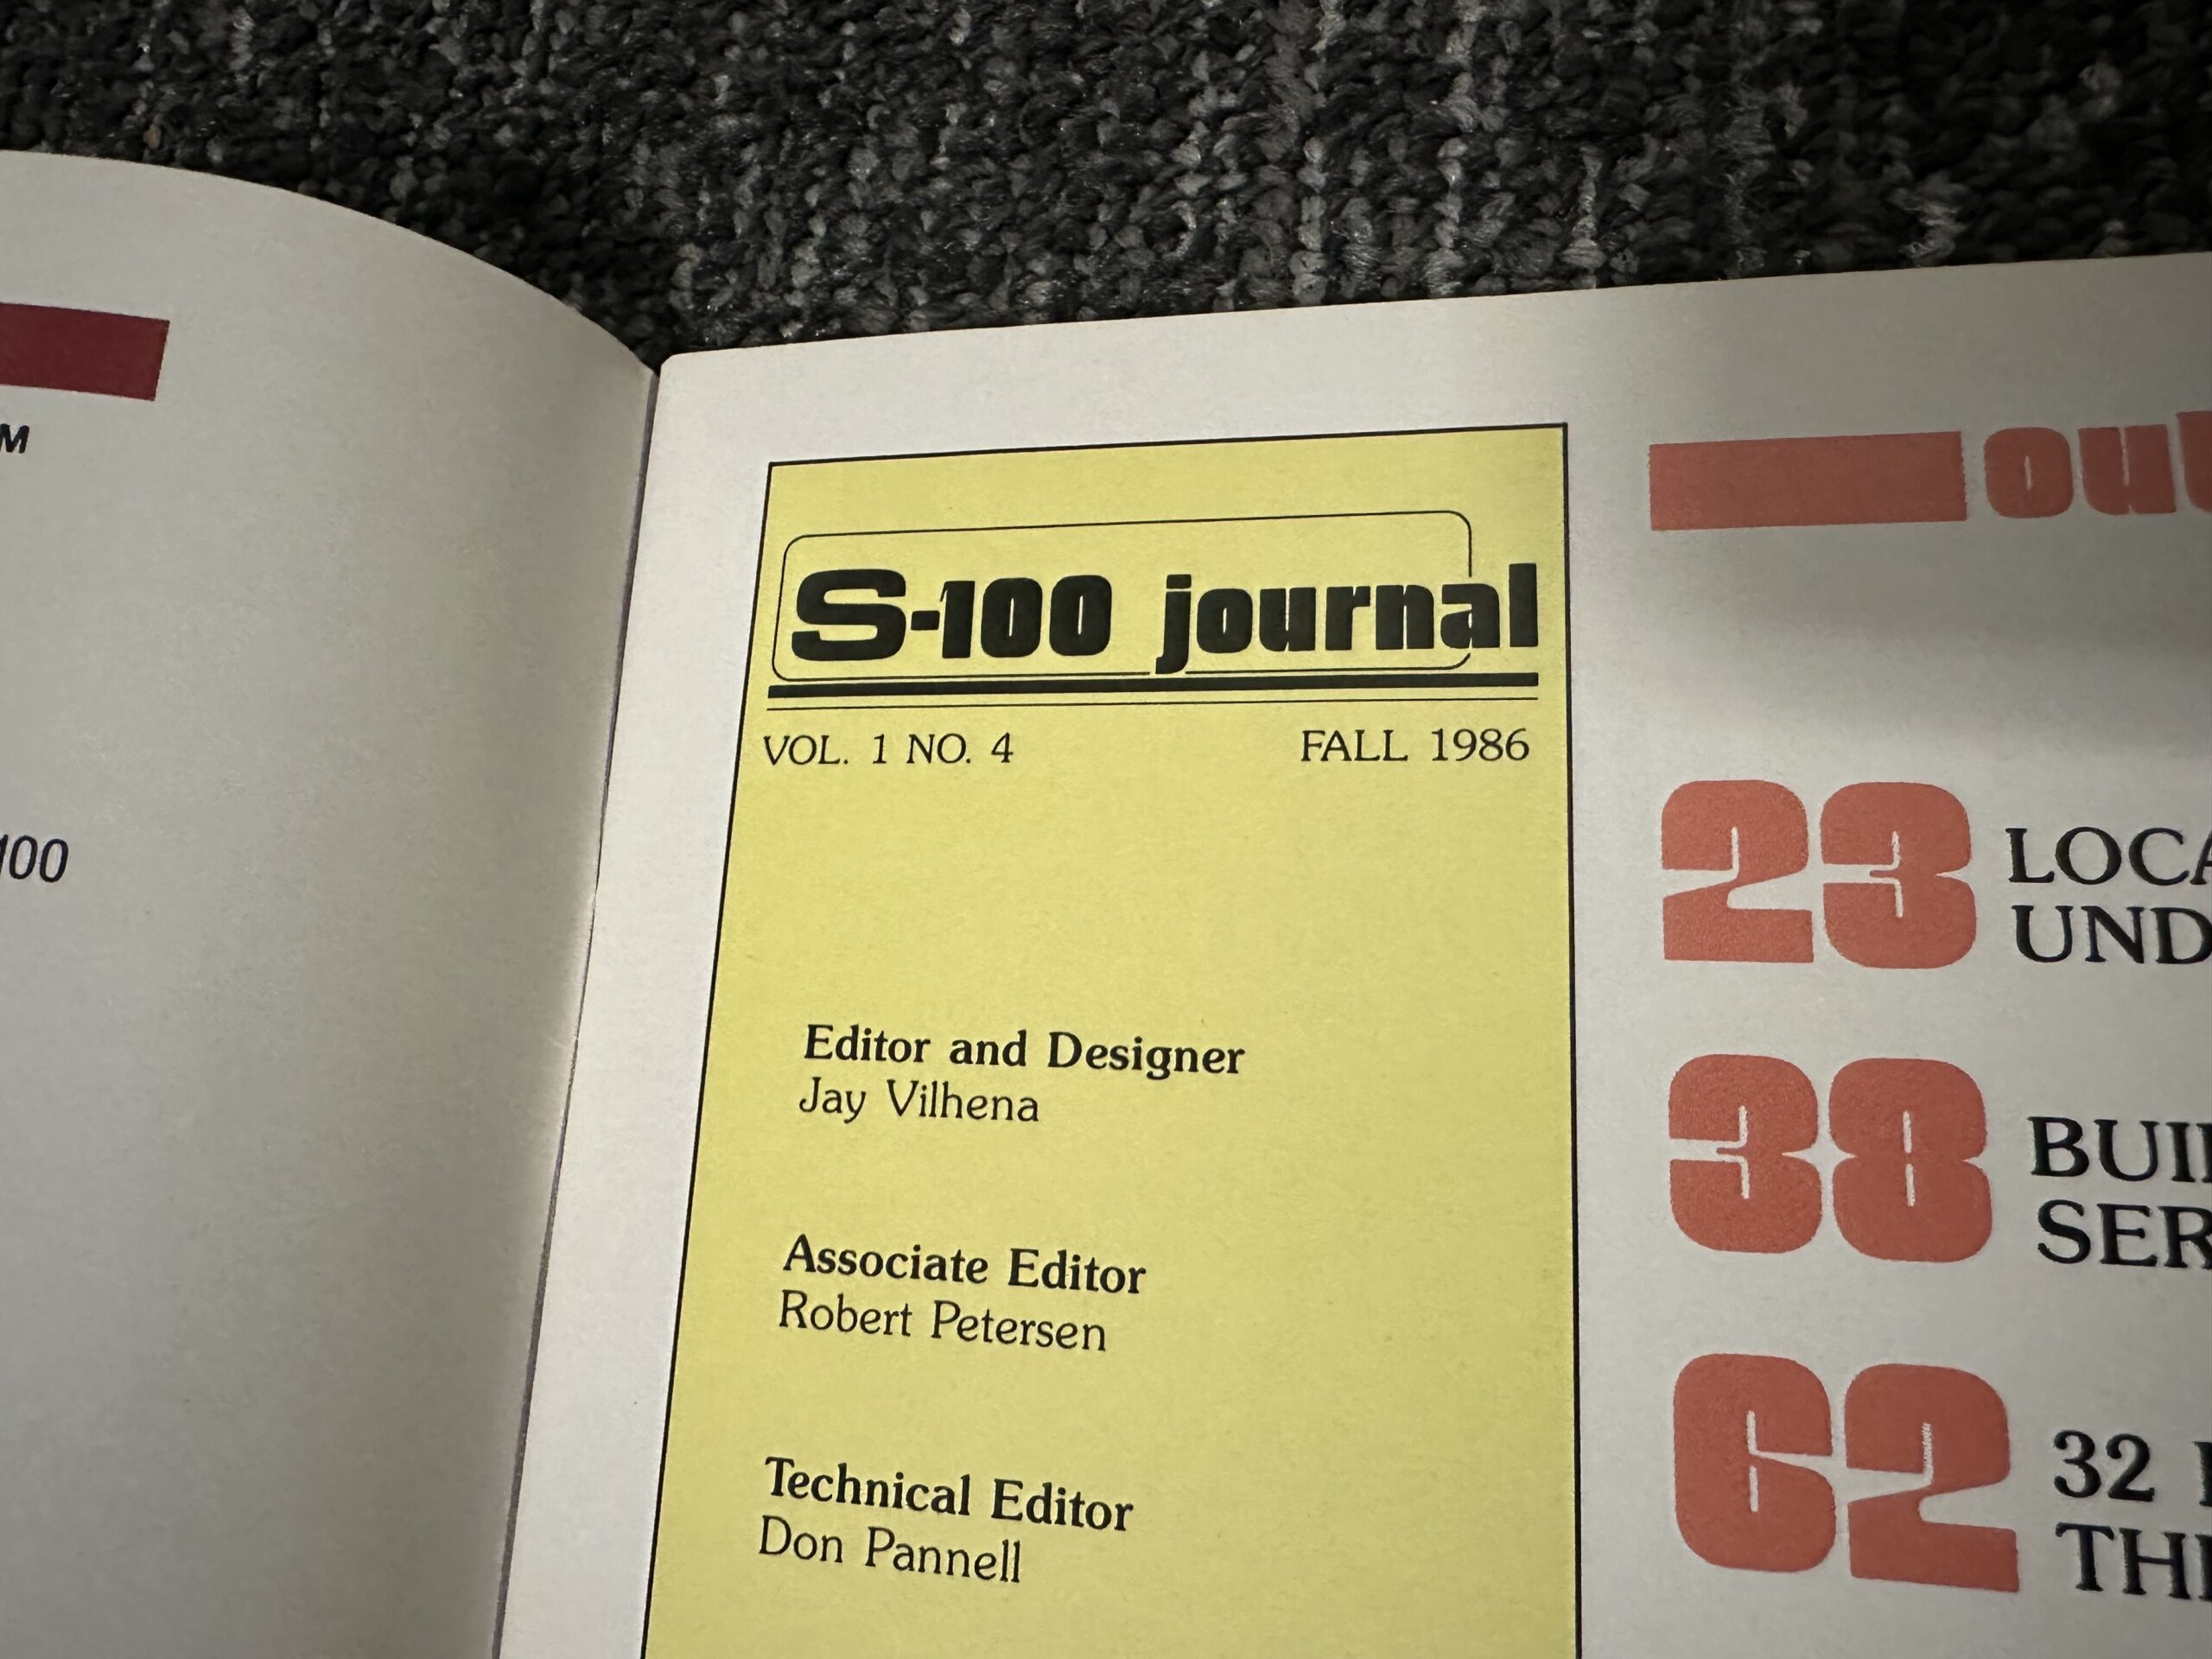 M
100
S-100 journal
VOL. 1 NO. 4 FALL 1986
Editor and Designer
Jay Vilhena
Associate Editor
Robert Petersen
Technical Editor
Don Pannell
23
38
62
32